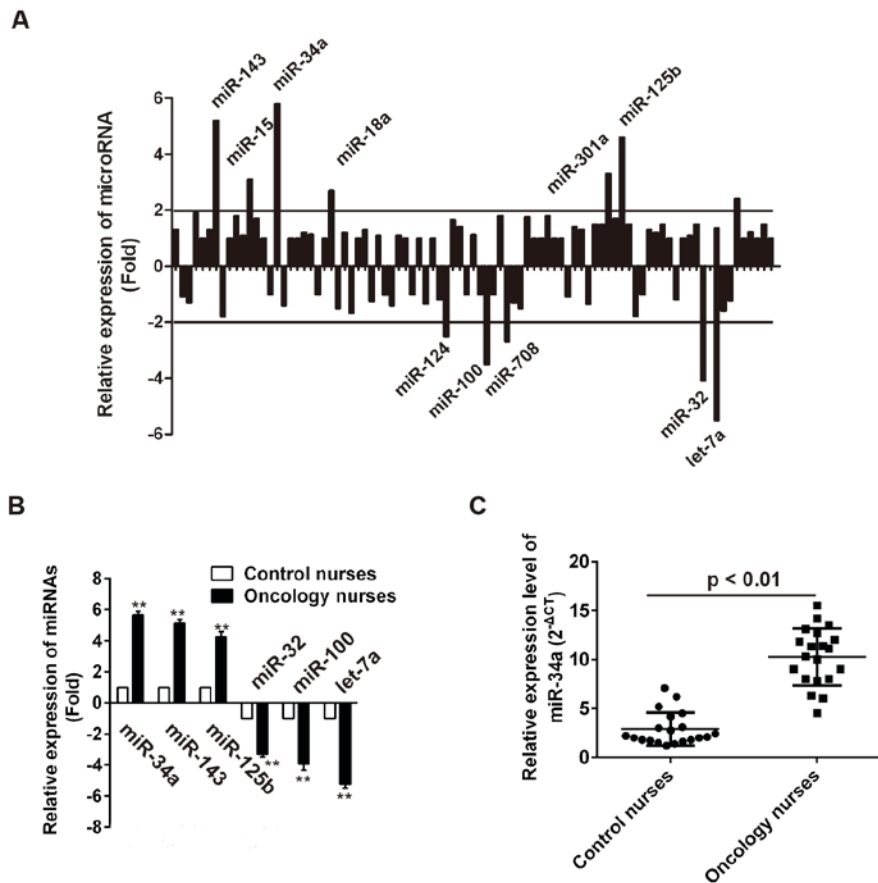 A
miR-143
miR-34a
miR-15
miR-18a
miR-301a
miR-125b
Relative expression of microRNA
(Fold)
6
4
2
0
-2
-4
-6
miR-124
miR-100
miR-708
miR-32
let-7a
B
Control nurses
Oncology nurses
Relative expression of miRNAs
(Fold)
8
6
4
2
0
-2
-4
-6
-8
**
**
**
miR-32
miR-100
let-7a
miR-34a
miR-143
miR-125b
**
**
**
C
Relative expression level of
miR-34a (2-ΔCT)
20
15
10
5
0
p < 0.01
Control nurses
Oncology nurses